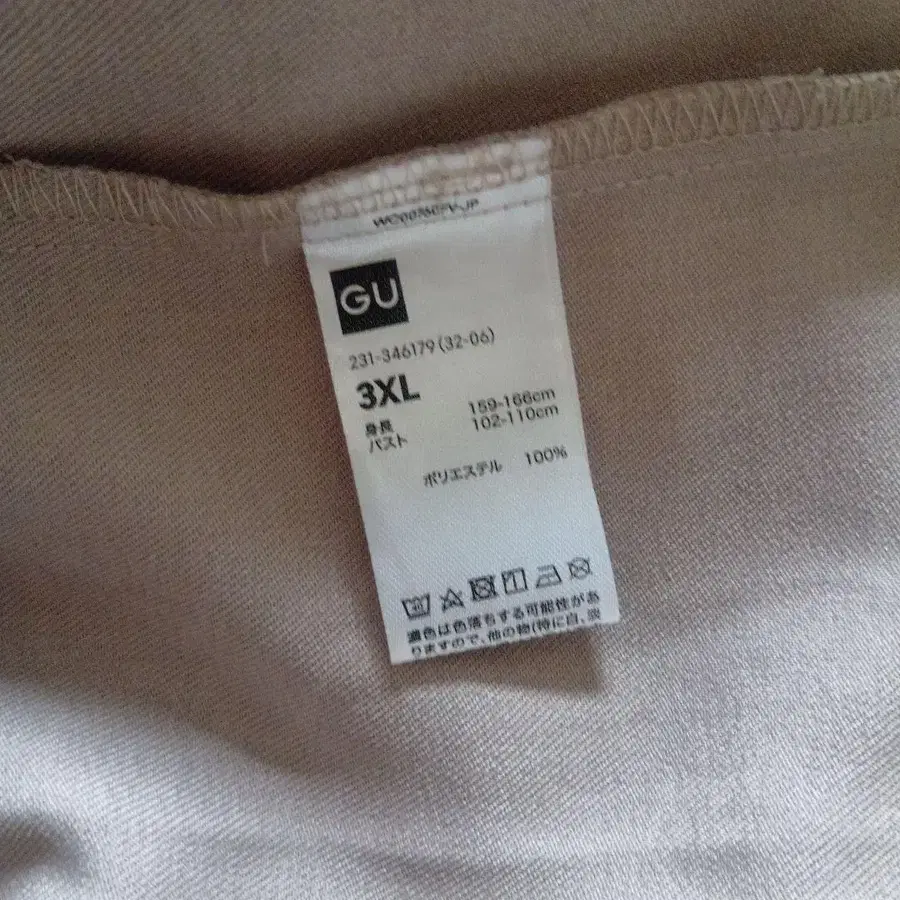 GU
231-346179(32-06)
3XL
身長 159-166cm
バスト 102-110cm
ポリエステル 100%
濃色は色落ちする可能性があ
りますので、他の物(特に白、淡